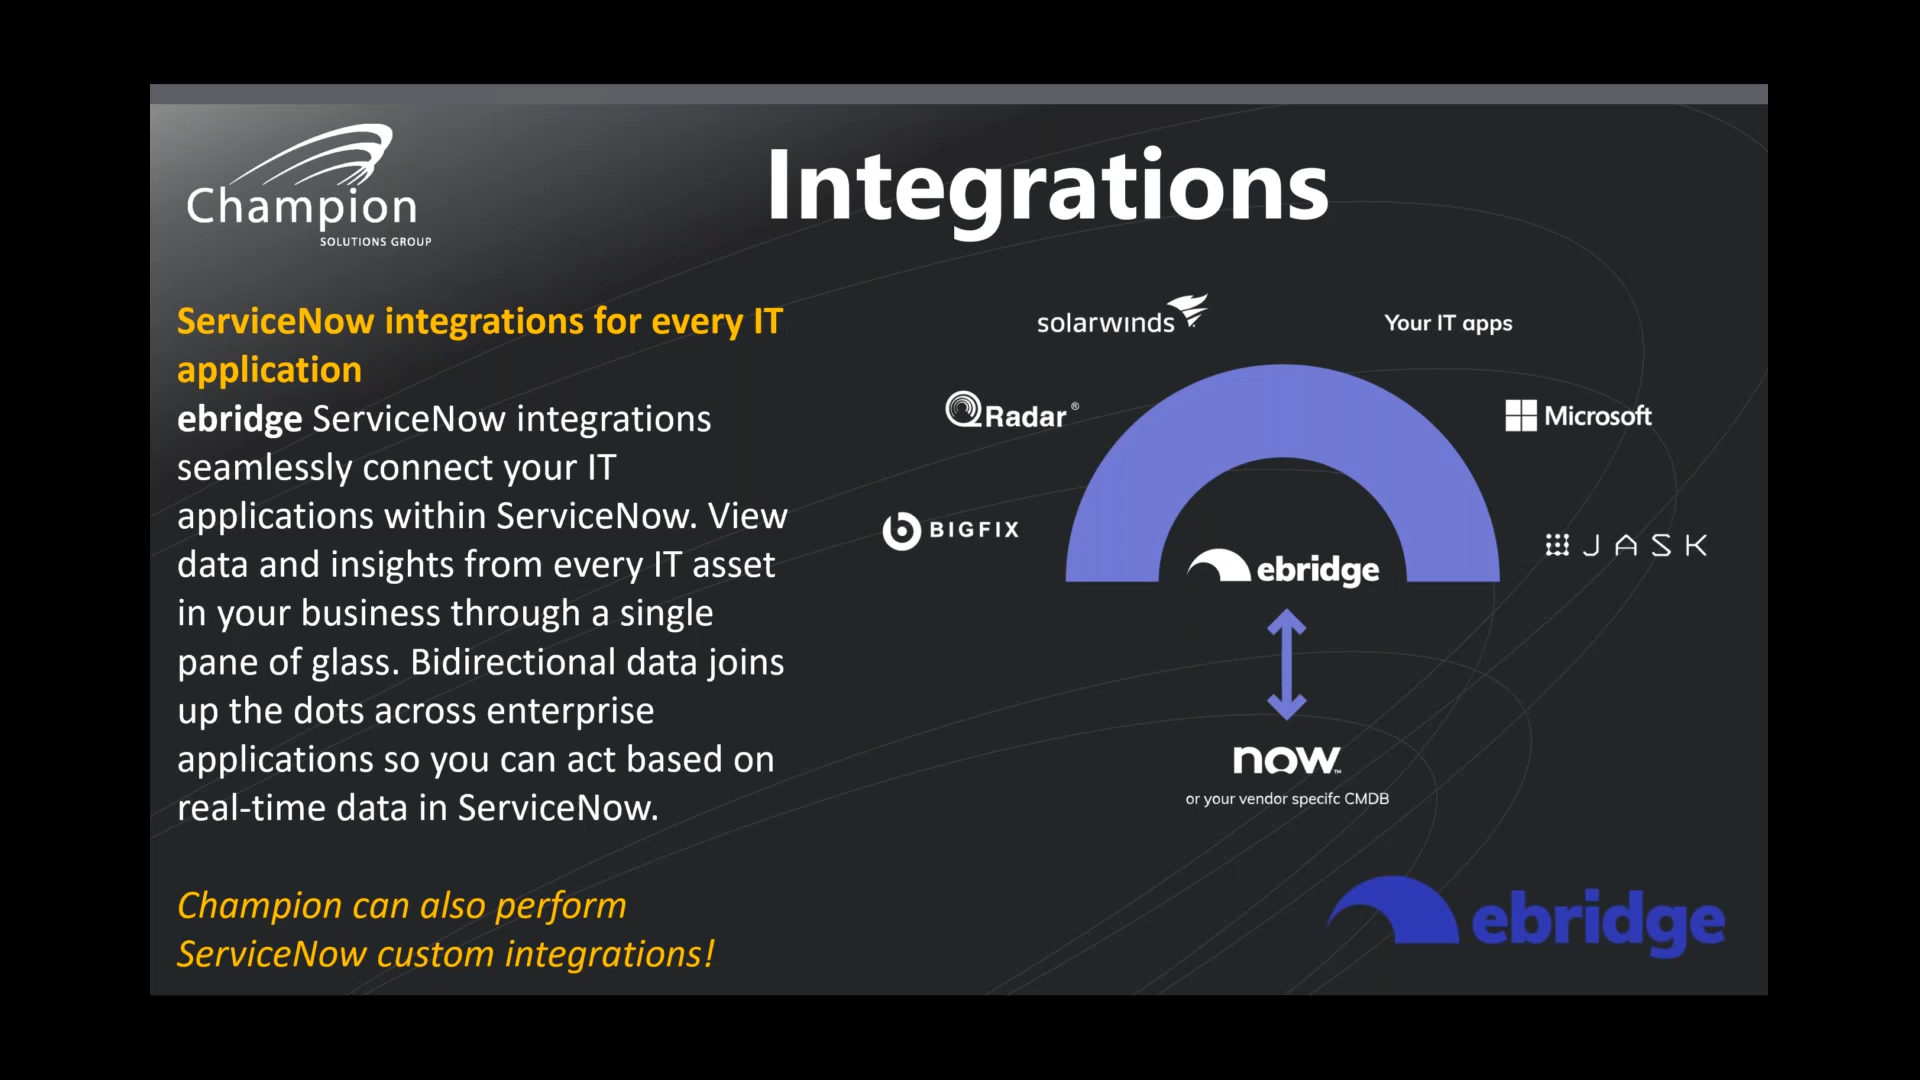 Champion
SOLUTIONS GROUP
Integrations
ServiceNow integrations for every IT
application
ebridge ServiceNow integrations
seamlessly connect your IT
applications within ServiceNow. View
data and insights from every IT asset
in your business through a single
pane of glass. Bidirectional data joins
up the dots across enterprise
applications so you can act based on
real-time data in ServiceNow.
Champion can also perform
ServiceNow custom integrations!
solarwinds
Your IT apps
QRadar®
Microsoft
BIGFIX
JASK
ebridge
now™
or your vendor specifc CMDB
ebridge